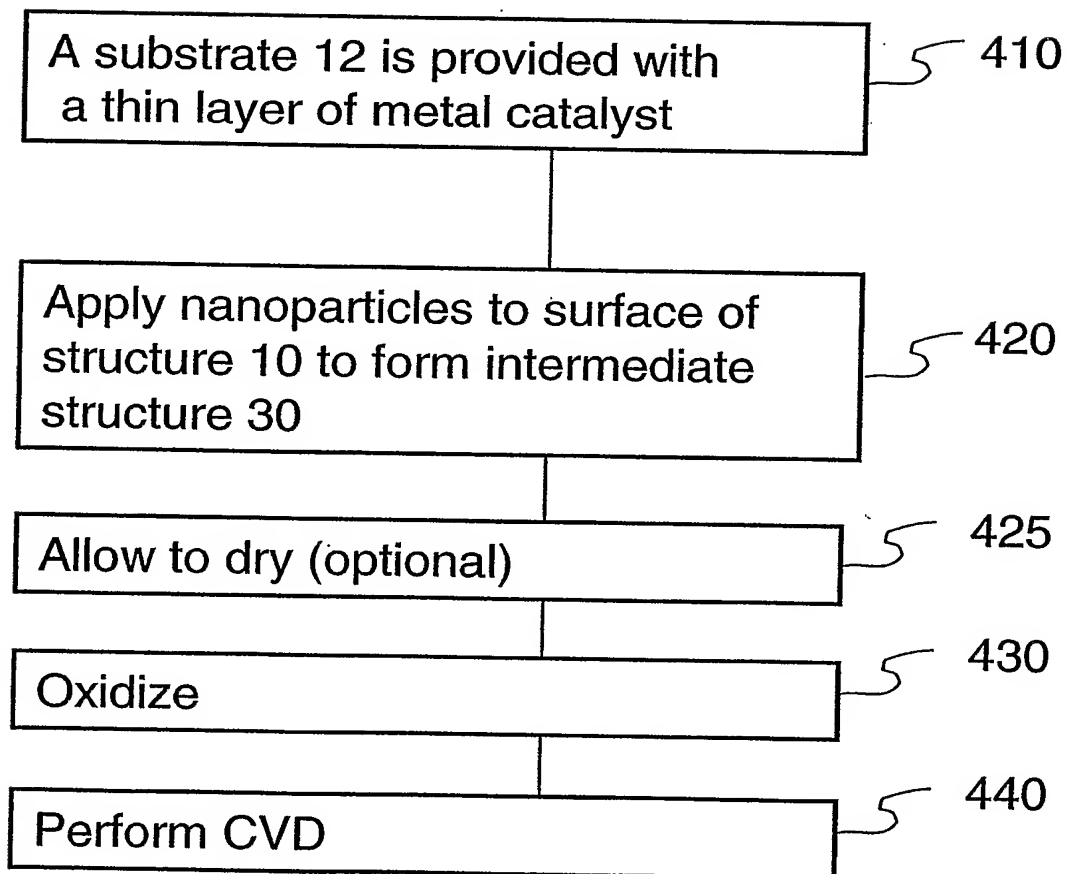 A substrate 12 is provided with
a thin layer of metal catalyst
410
Apply nanoparticles to surface of
structure 10 to form intermediate
structure 30
420
Allow to dry (optional)
425
Oxidize
430
Perform CVD
440